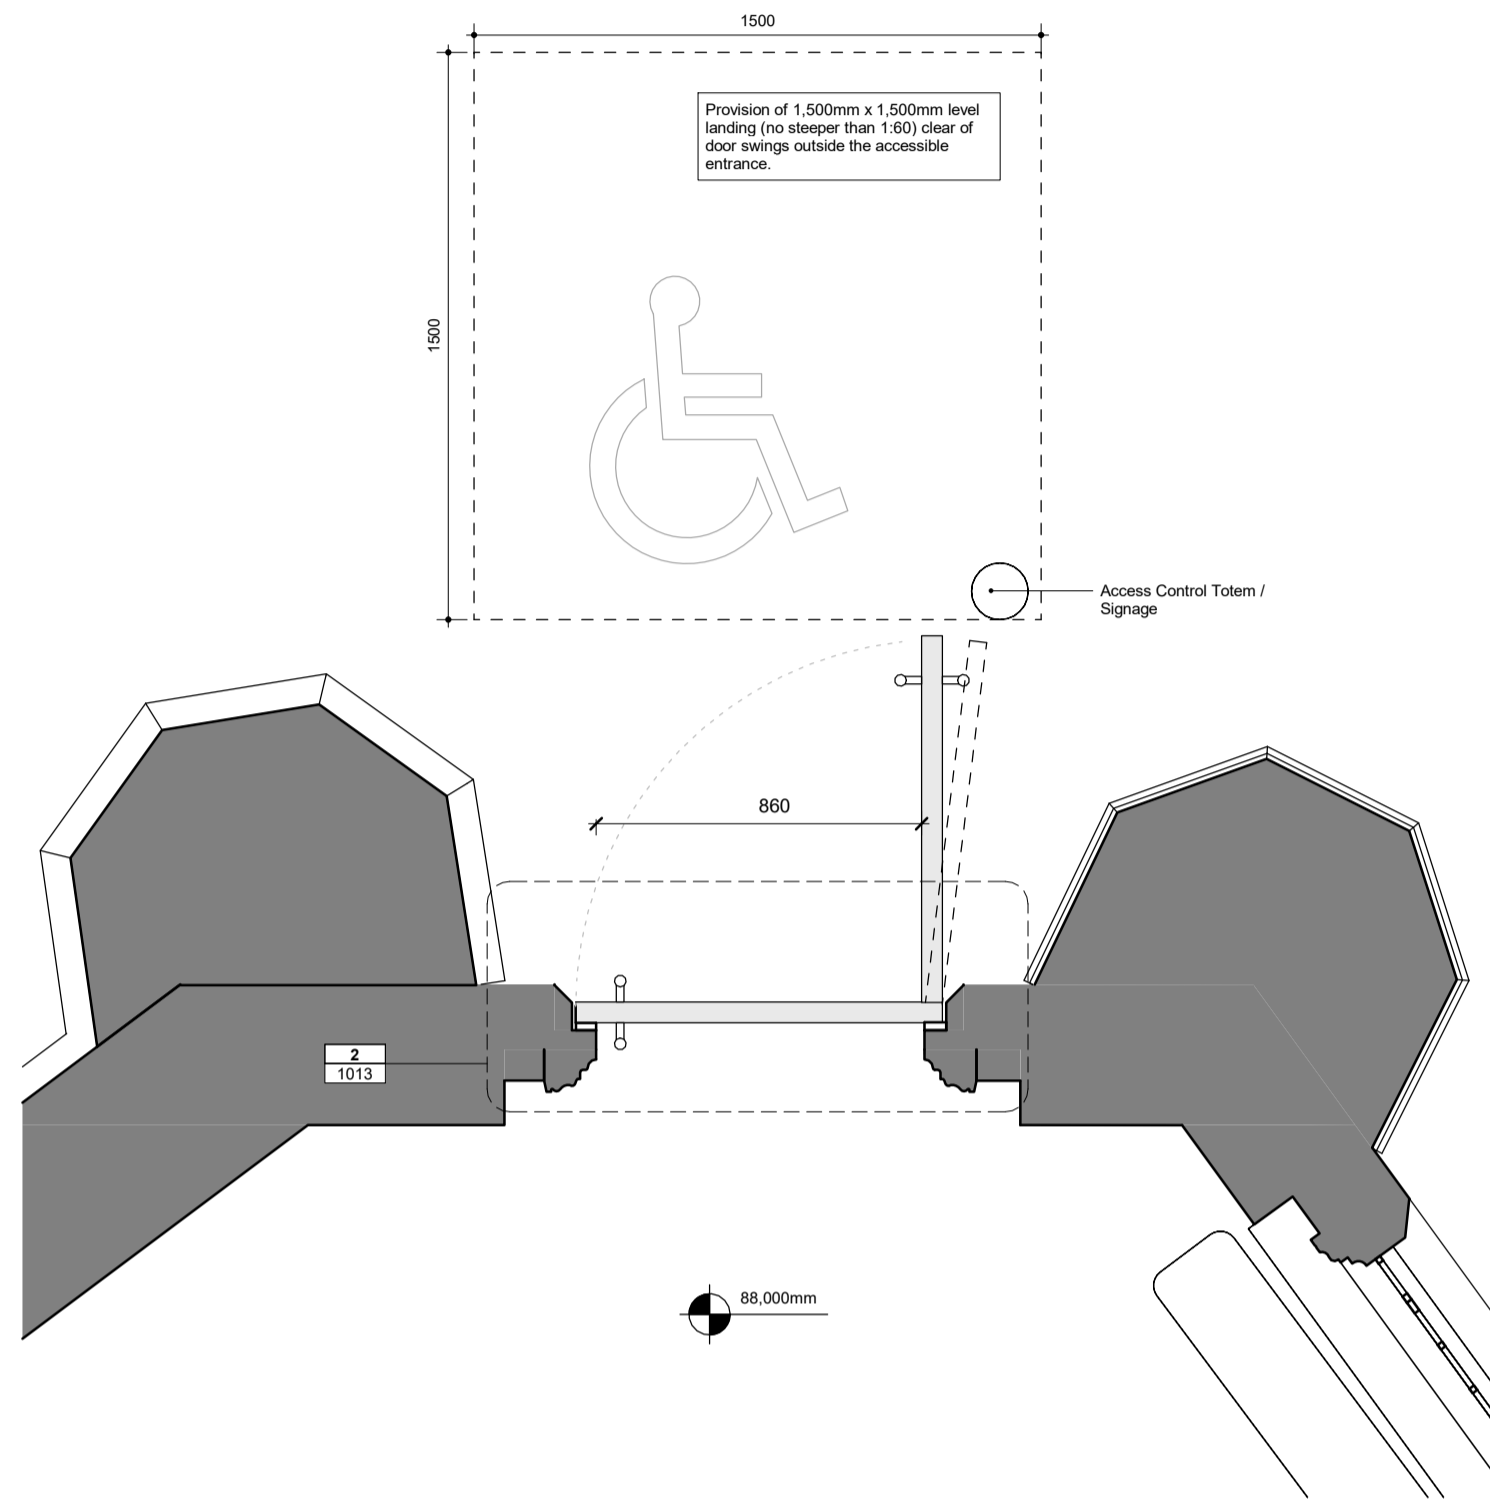 1500
Provision of 1,500mm x 1,500mm level
landing (no steeper than 1:60) clear of
door swings outside the accessible
entrance.
1500
Access Control Totem /
Signage
860
2
1013
88,000mm